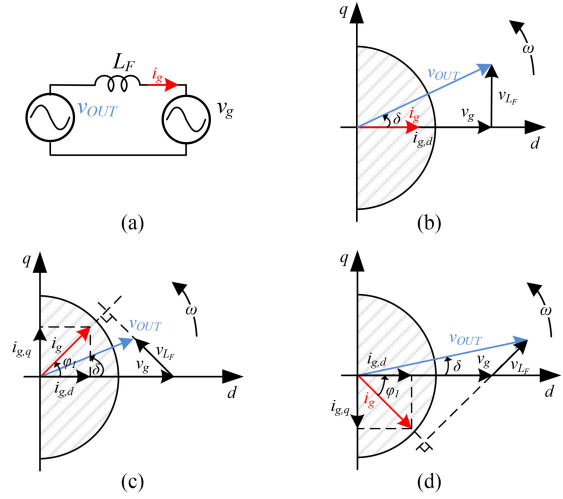 L_F
i_g
v_OUT
v_g
(a)
q
ω
v_OUT
v_{L_F}
δ
i_g
v_g
i_{g,d}
d
(b)
q
ω
v_OUT
i_g
i_{g,q}
φ_1
v_{L_F}
δ
v_g
i_{g,d}
d
(c)
q
ω
v_OUT
i_{g,d}
v_g
δ
v_{L_F}
d
φ_1
i_g
i_{g,q}
(d)